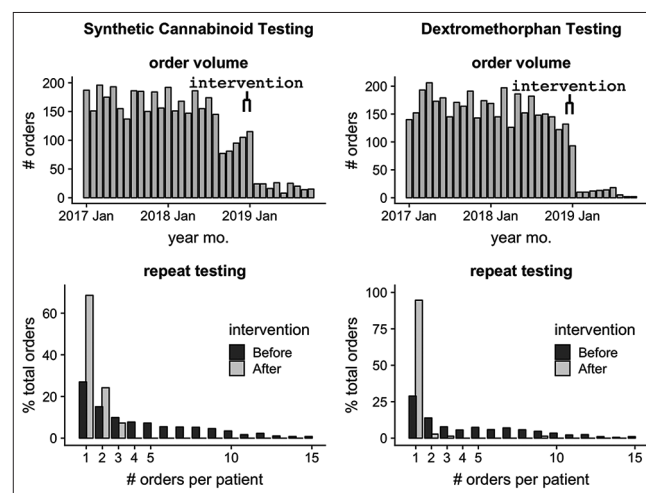 Synthetic Cannabinoid Testing
order volume
intervention
# orders
200
150
100
50
0
2017 Jan 2018 Jan 2019 Jan
year mo.
Dextromethorphan Testing
order volume
intervention
# orders
200
150
100
50
0
2017 Jan 2018 Jan 2019 Jan
year mo.
repeat testing
% total orders
60
40
20
0
intervention
Before
After
1 2 3 4 5 10 15
# orders per patient
repeat testing
% total orders
100
75
50
25
0
intervention
Before
After
1 2 3 4 5 10 15
# orders per patient